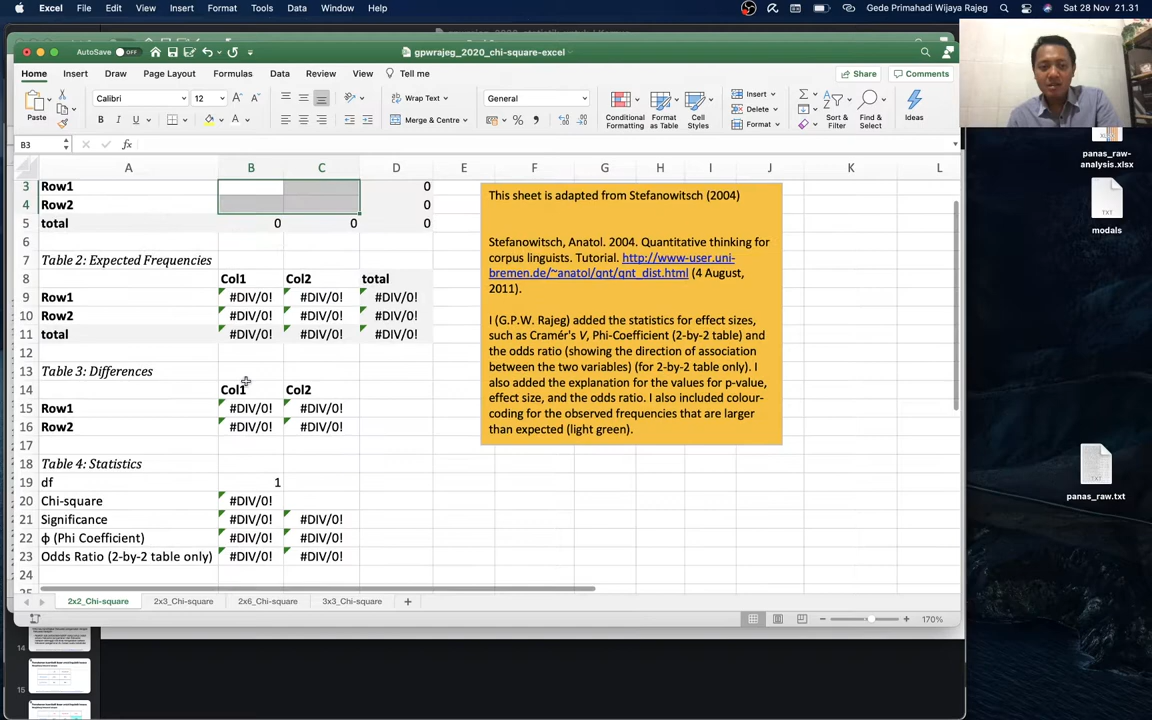 Excel File Edit View Insert Format Tools Data Window Help Gede Primahadi Wijaya Rajeg Sat 28 Nov 21.31
AutoSave OFF gpwrajeg_2020_chi-square-excel
Home Insert Draw Page Layout Formulas Data Review View Tell me Share Comments
Paste Calibri 12 Wrap Text General Insert
Delete
B I U A Merge & Centre % Format
Conditional Formatting Format as Table Cell Styles Sort & Filter Find & Select Ideas
B3 fx
A B C D E F G H I J K L
3 Row1 0
4 Row2 0
5 total 0 0 0
6
7 Table 2: Expected Frequencies
8 Col1 Col2 total
9 Row1 #DIV/0! #DIV/0! #DIV/0!
10 Row2 #DIV/0! #DIV/0! #DIV/0!
11 total #DIV/0! #DIV/0! #DIV/0!
12
13 Table 3: Differences
14 Col1 Col2
15 Row1 #DIV/0! #DIV/0!
16 Row2 #DIV/0! #DIV/0!
17
18 Table 4: Statistics
19 df 1
20 Chi-square #DIV/0!
21 Significance #DIV/0! #DIV/0!
22 ϕ (Phi Coefficient) #DIV/0! #DIV/0!
23 Odds Ratio (2-by-2 table only) #DIV/0! #DIV/0!
24
This sheet is adapted from Stefanowitsch (2004)
Stefanowitsch, Anatol. 2004. Quantitative thinking for
corpus linguists. Tutorial. http://www-user.uni-
bremen.de/~anatol/qnt/qnt_dist.html (4 August,
2011).
I (G.P.W. Rajeg) added the statistics for effect sizes,
such as Cramér's V, Phi-Coefficient (2-by-2 table) and
the odds ratio (showing the direction of association
between the two variables) (for 2-by-2 table only). I
also added the explanation for the values for p-value,
effect size, and the odds ratio. I also included colour-
coding for the observed frequencies that are larger
than expected (light green).
2x2_Chi-square 2x3_Chi-square 2x6_Chi-square 3x3_Chi-square
170%
panas_raw-
analysis.xlsx
TXT
modals
TXT
panas_raw.txt
14
15